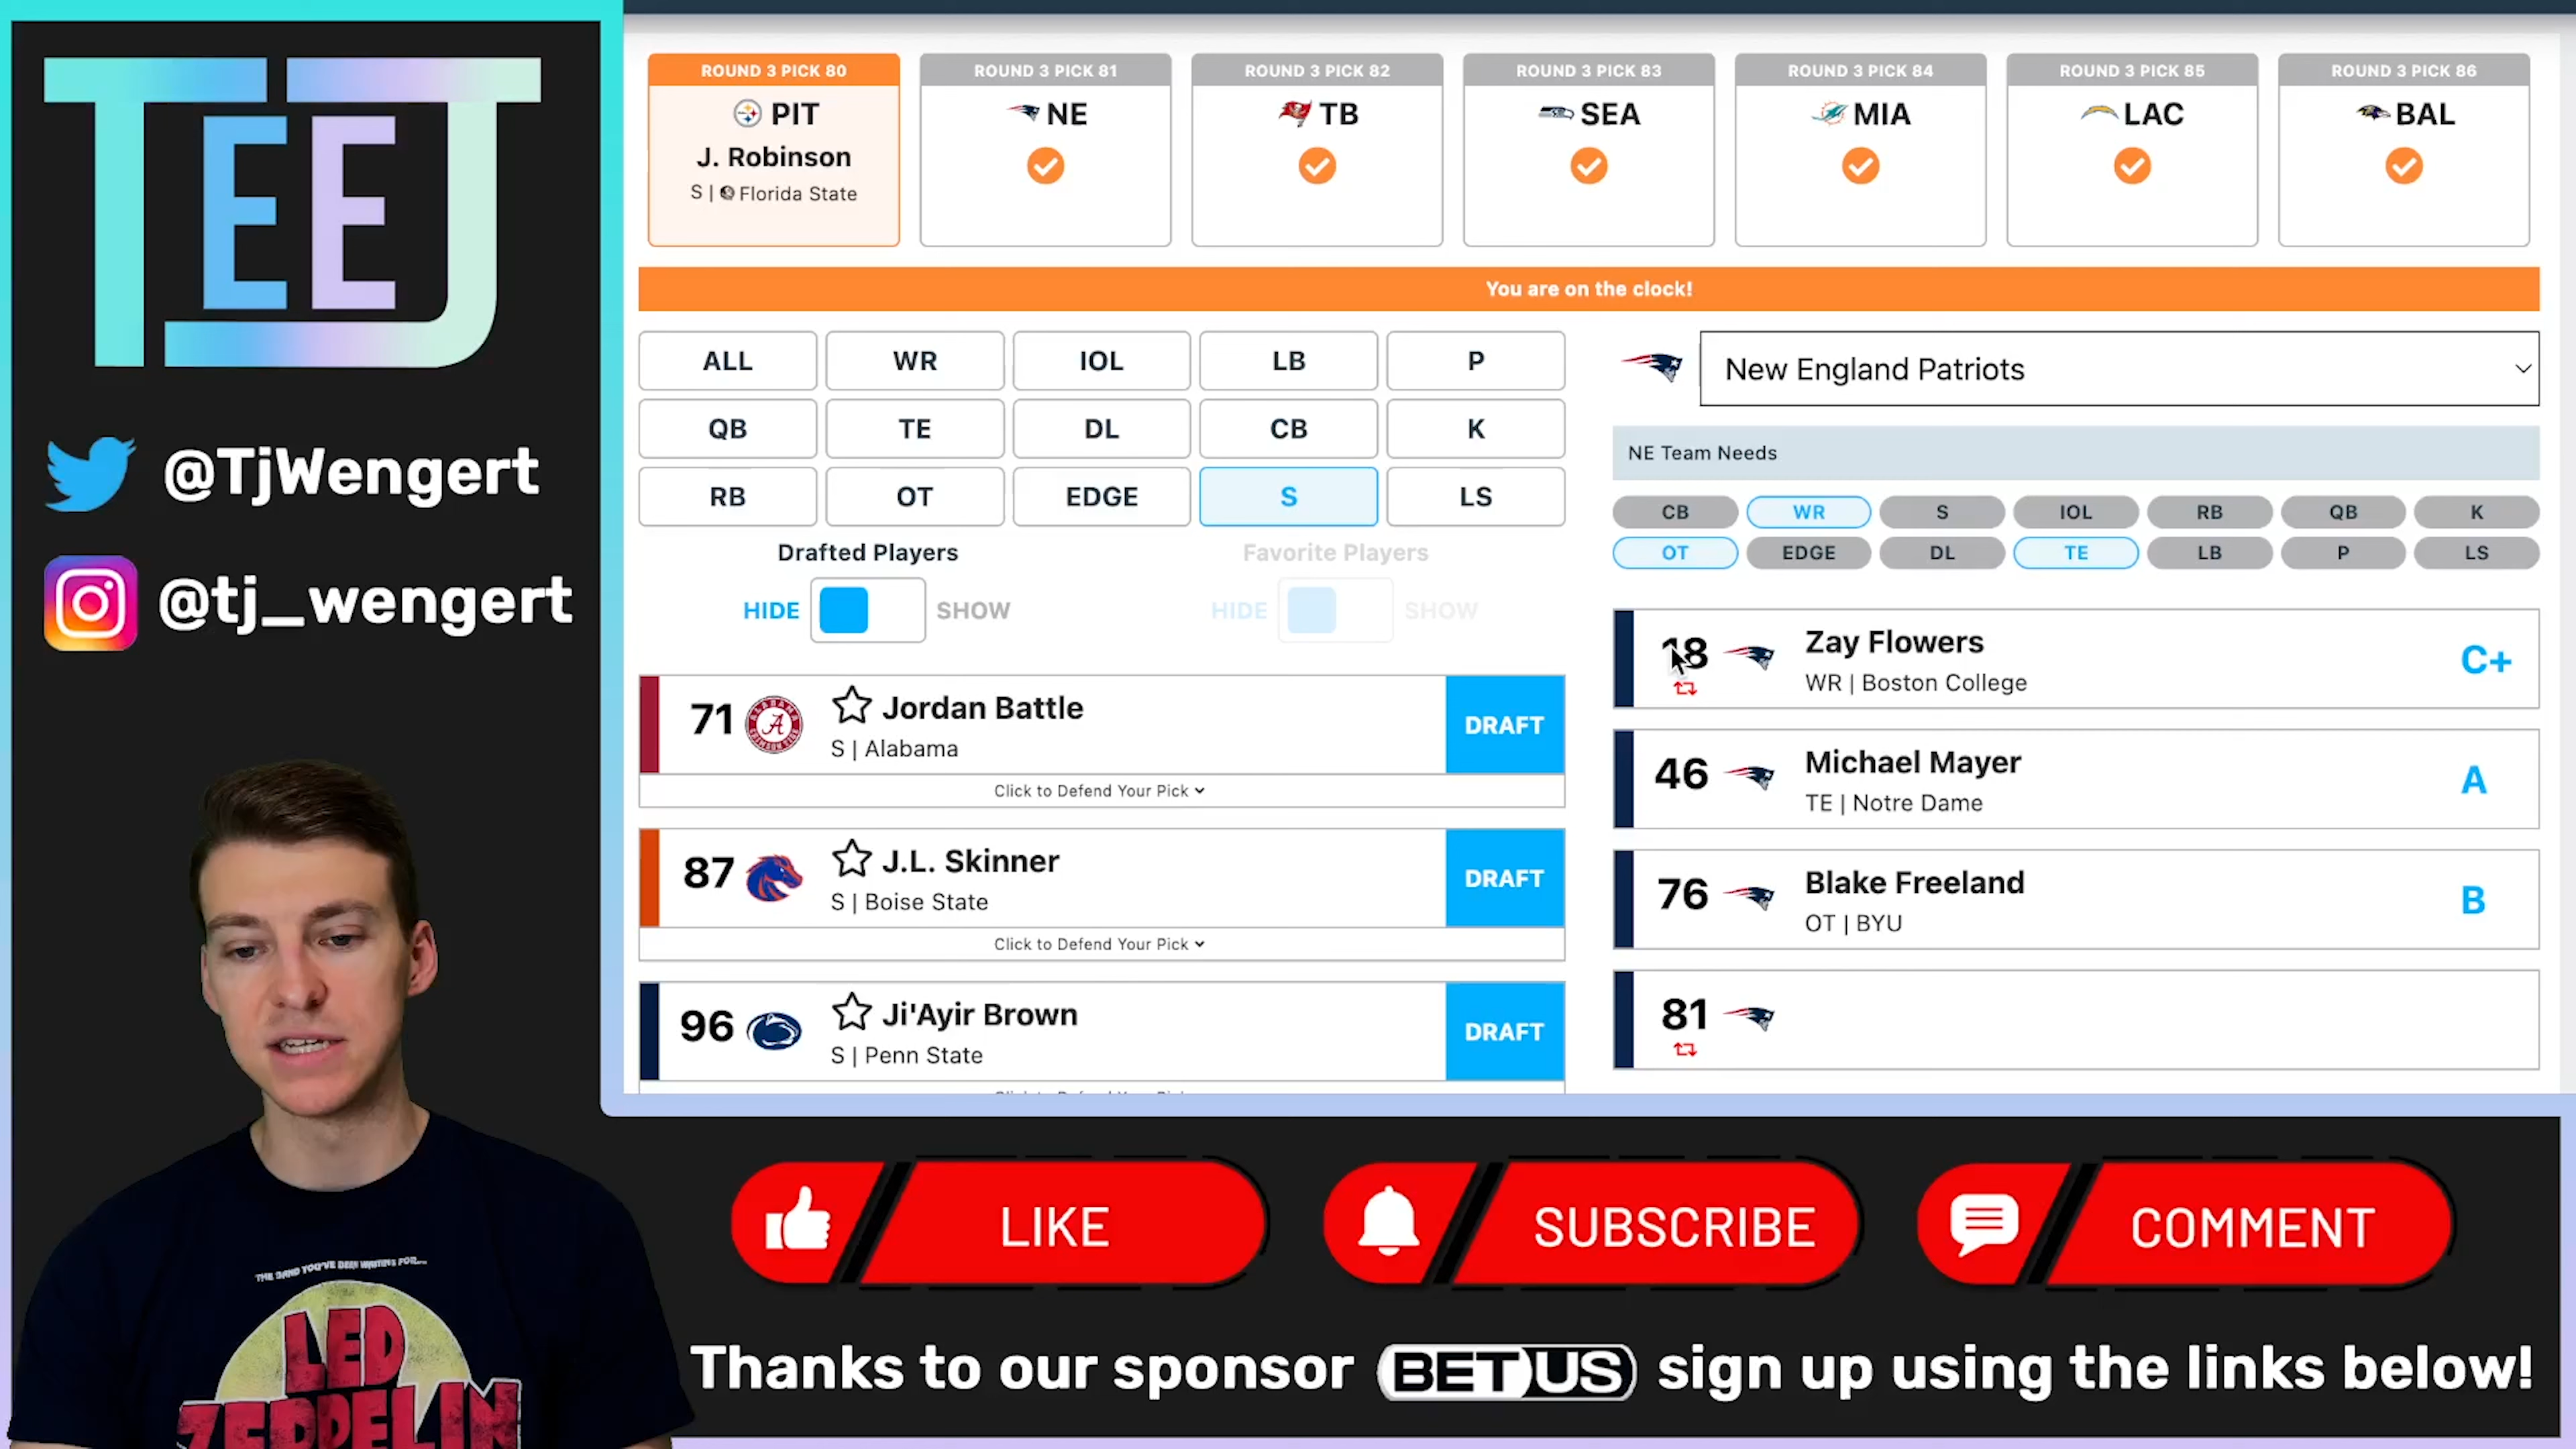 TEEJ
@TjWengert
@tj_wengert
ROUND 3 PICK 80
PIT
J. Robinson
S | Florida State
ROUND 3 PICK 81
NE
ROUND 3 PICK 82
TB
ROUND 3 PICK 83
SEA
ROUND 3 PICK 84
MIA
ROUND 3 PICK 85
LAC
ROUND 3 PICK 86
BAL
You are on the clock!
ALL WR IOL LB P
QB TE DL CB K
RB OT EDGE S LS
Drafted Players
HIDE SHOW
Favorite Players
HIDE SHOW
71 Jordan Battle
S | Alabama
DRAFT
Click to Defend Your Pick
87 J.L. Skinner
S | Boise State
DRAFT
Click to Defend Your Pick
96 Ji'Ayir Brown
S | Penn State
DRAFT
New England Patriots
NE Team Needs
CB WR S IOL RB QB K
OT EDGE DL TE LB P LS
18 Zay Flowers
WR | Boston College
C+
46 Michael Mayer
TE | Notre Dame
A
76 Blake Freeland
OT | BYU
B
81
THE BAND YOU'VE BEEN WAITING FOR...
LED
ZEPPELIN
LIKE
SUBSCRIBE
COMMENT
Thanks to our sponsor BETUS sign up using the links below!